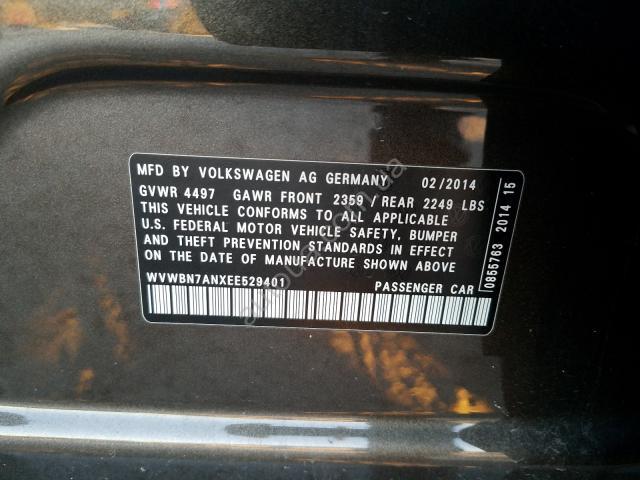 MFD BY VOLKSWAGEN AG GERMANY 02/2014
GVWR 4497 GAWR FRONT 2359 / REAR 2249 LBS
THIS VEHICLE CONFORMS TO ALL APPLICABLE
U.S. FEDERAL MOTOR VEHICLE SAFETY, BUMPER
AND THEFT PREVENTION STANDARDS IN EFFECT
ON THE DATE OF MANUFACTURE SHOWN ABOVE
WVWBN7ANXEE529401 PASSENGER CAR
0855763 2014 15